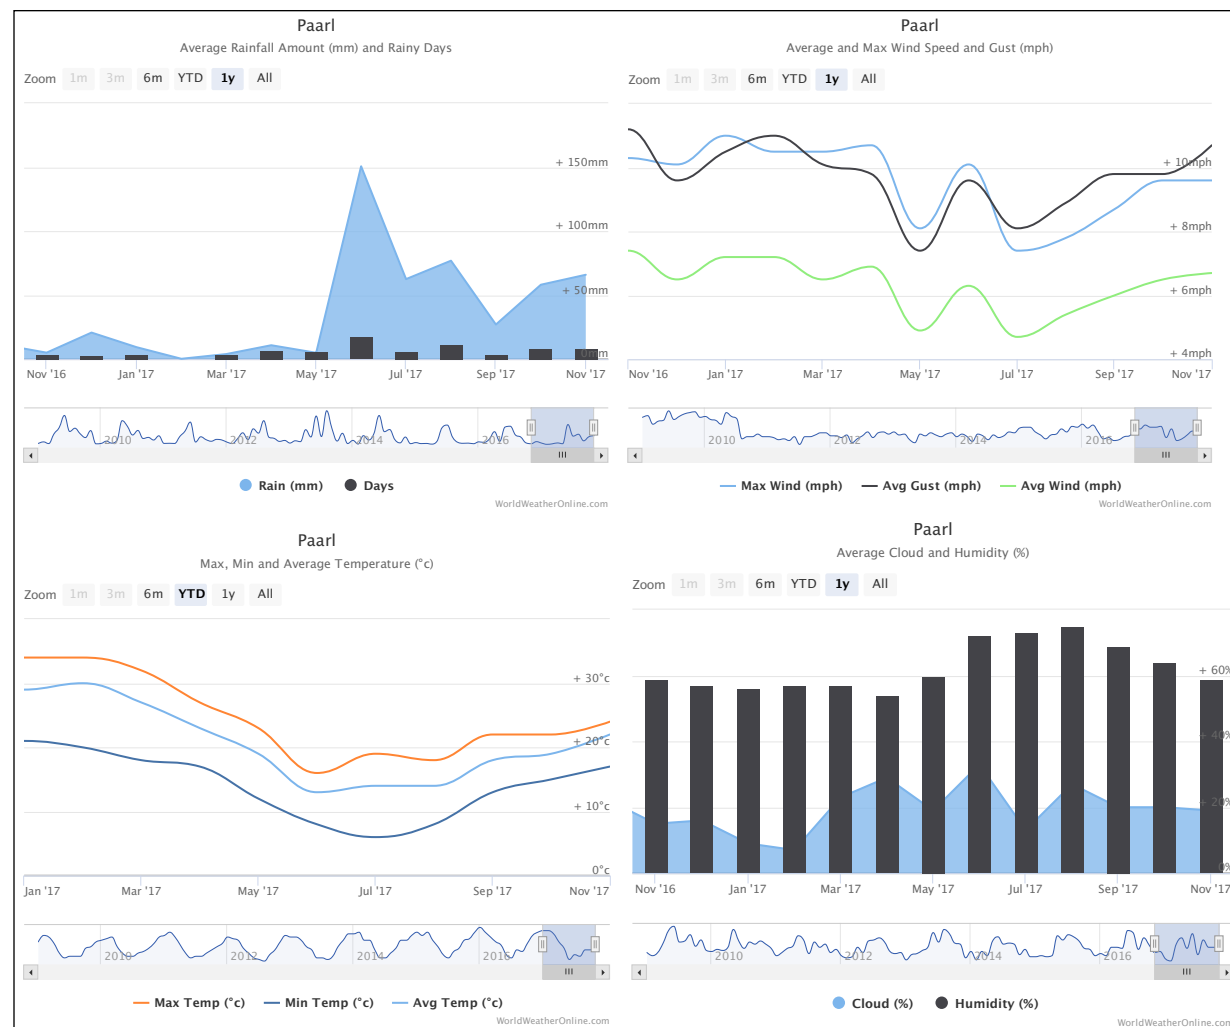 Paarl
Average Rainfall Amount (mm) and Rainy Days
Zoom 1m 3m 6m YTD 1y All
+ 150mm
+ 100mm
+ 50mm
0mm
Nov '16 Jan '17 Mar '17 May '17 Jul '17 Sep '17 Nov '17
2010 2012 2014 2016
Rain (mm) Days
WorldWeatherOnline.com
Paarl
Average and Max Wind Speed and Gust (mph)
Zoom 1m 3m 6m YTD 1y All
+ 10mph
+ 8mph
+ 6mph
+ 4mph
Nov '16 Jan '17 Mar '17 May '17 Jul '17 Sep '17 Nov '17
2010 2012 2014 2016
Max Wind (mph) Avg Gust (mph) Avg Wind (mph)
WorldWeatherOnline.com
Paarl
Max, Min and Average Temperature (°c)
Zoom 1m 3m 6m YTD 1y All
+ 30°c
+ 20°c
+ 10°c
0°c
Jan '17 Mar '17 May '17 Jul '17 Sep '17 Nov '17
2010 2012 2014 2016
Max Temp (°c) Min Temp (°c) Avg Temp (°c)
WorldWeatherOnline.com
Paarl
Average Cloud and Humidity (%)
Zoom 1m 3m 6m YTD 1y All
+ 60%
+ 40%
+ 20%
0%
Nov '16 Jan '17 Mar '17 May '17 Jul '17 Sep '17 Nov '17
2010 2012 2014 2016
Cloud (%) Humidity (%)
WorldWeatherOnline.com